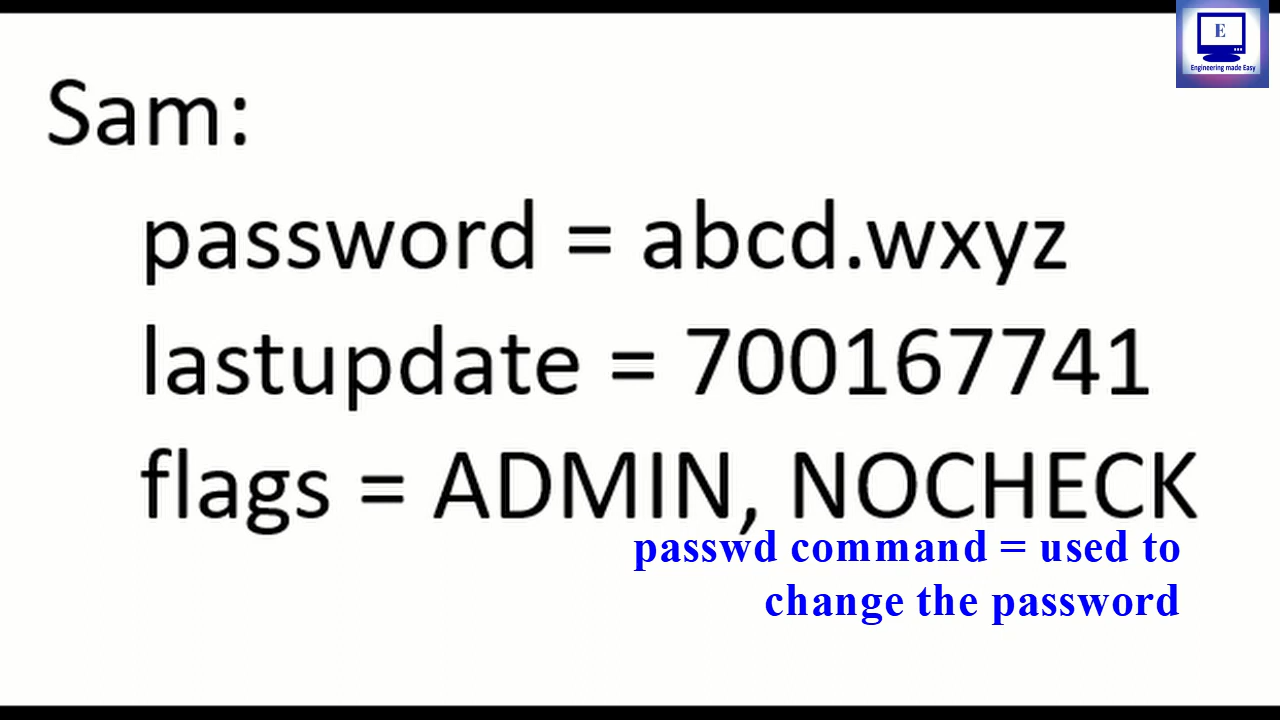 E
Engineering made Easy
Sam:
password = abcd.wxyz
lastupdate = 700167741
flags = ADMIN, NOCHECK
passwd command = used to
change the password